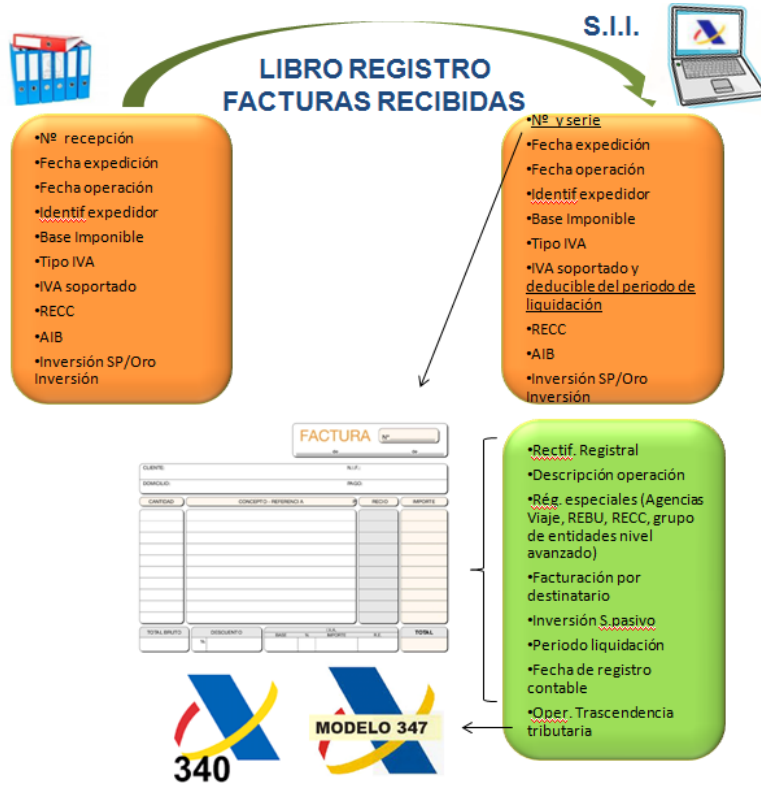 S.I.I.
LIBRO REGISTRO
FACTURAS RECIBIDAS
•Nº recepción
•Fecha expedición
•Fecha operación
•Identif expedidor
•Base Imponible
•Tipo IVA
•IVA soportado
•RECC
•AIB
•Inversión SP/Oro
Inversión
•Nº y serie
•Fecha expedición
•Fecha operación
•Identif expedidor
•Base Imponible
•Tipo IVA
•IVA soportado y
deducible del periodo de
liquidación
•RECC
•AIB
•Inversión SP/Oro
Inversión
FACTURA Nº
CLIENTE: N.I.F.:
DOMICILIO: PAGO:
CANTIDAD CONCEPTO - REFERENCIA RECIO IMPORTE
TOTAL BRUTO DESCUENTO BASE % IMPORTE R.E. TOTAL
%
•Rectif. Registral
•Descripción operación
•Rég. especiales (Agencias
Viaje, REBU, RECC, grupo
de entidades nivel
avanzado)
•Facturación por
destinatario
•Inversión S.pasivo
•Periodo liquidación
•Fecha de registro
contable
•Oper. Trascendencia
tributaria
340
MODELO 347